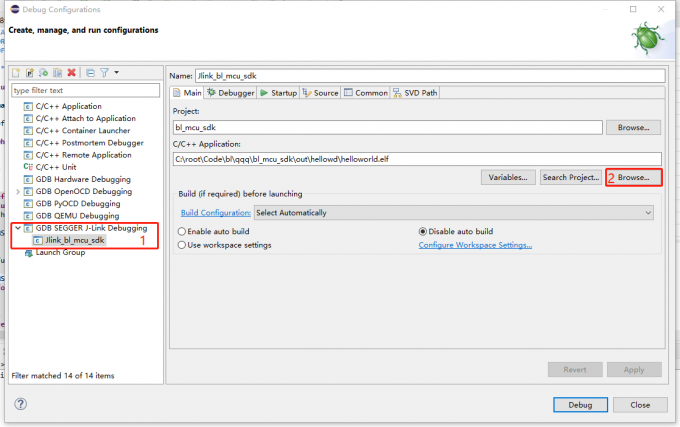 Debug Configurations
Create, manage, and run configurations
type filter text
C/C++ Application
C/C++ Attach to Application
C/C++ Container Launcher
C/C++ Postmortem Debugger
C/C++ Remote Application
C/C++ Unit
GDB Hardware Debugging
GDB OpenOCD Debugging
GDB PyOCD Debugging
GDB QEMU Debugging
GDB SEGGER J-Link Debugging
Jlink_bl_mcu_sdk 1
Launch Group
Filter matched 14 of 14 items
Name: Jlink_bl_mcu_sdk
Main Debugger Startup Source Common SVD Path
Project:
bl_mcu_sdk Browse...
C/C++ Application:
C:\root\Code\bl\qqq\bl_mcu_sdk\out\hellowd\helloworld.elf
Variables... Search Project... 2 Browse...
Build (if required) before launching
Build Configuration: Select Automatically
Enable auto build Disable auto build
Use workspace settings Configure Workspace Settings...
Revert Apply
Debug Close